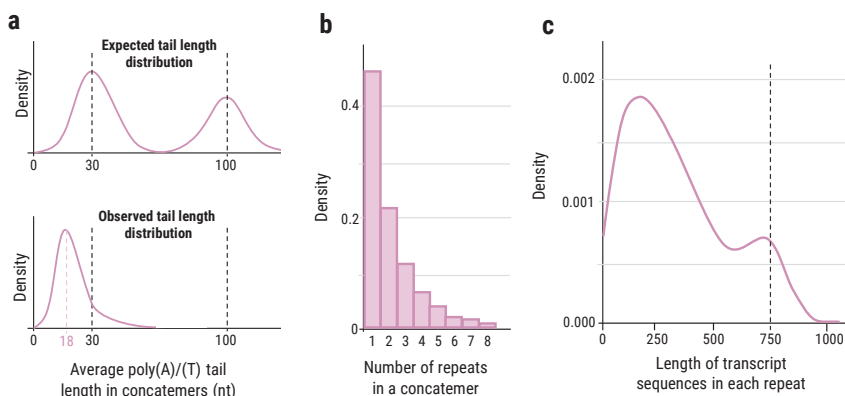 a
Expected tail length
distribution
Density
0
30
100
Observed tail length
distribution
Density
0
18
30
100
Average poly(A)/(T) tail
length in concatemers (nt)
b
Density
0.4
0.2
0
1 2 3 4 5 6 7 8
Number of repeats
in a concatemer
c
Density
0.002
0.001
0.000
0 250 500 750 1000
Length of transcript
sequences in each repeat